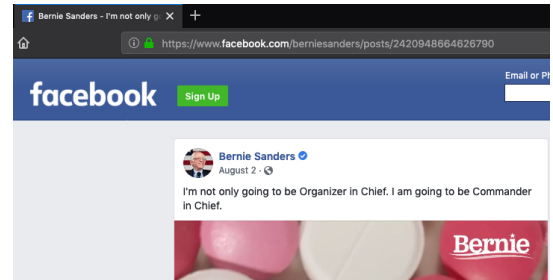 Bernie Sanders - I'm not only go
https://www.facebook.com/berniesanders/posts/2420948664626790
Email or Ph
facebook
Sign Up
Bernie Sanders
August 2 ·
I'm not only going to be Organizer in Chief. I am going to be Commander
in Chief.
Bernie